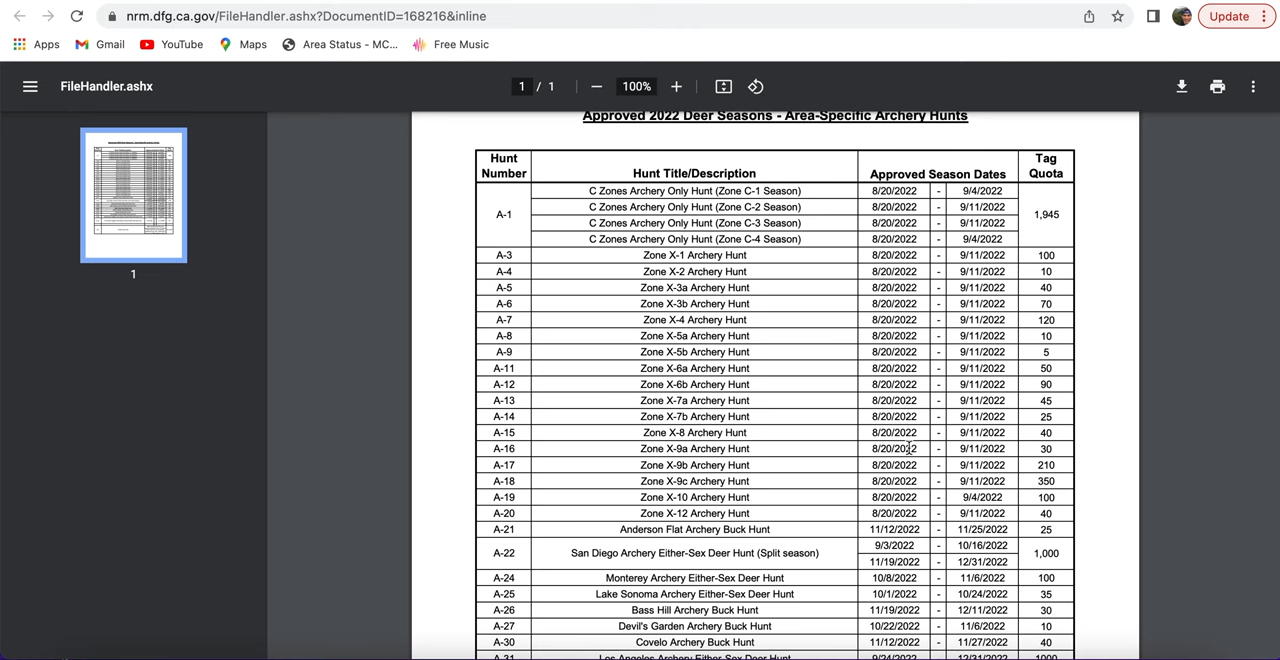 nrm.dfg.ca.gov/FileHandler.ashx?DocumentID=168216&inline
Update
Apps Gmail YouTube Maps Area Status - MC... Free Music
FileHandler.ashx
1 / 1 100%
Approved 2022 Deer Seasons - Area-Specific Archery Hunts
Hunt Number Hunt Title/Description Approved Season Dates Tag Quota
A-1 C Zones Archery Only Hunt (Zone C-1 Season) 8/20/2022 - 9/4/2022 1,945
C Zones Archery Only Hunt (Zone C-2 Season) 8/20/2022 - 9/11/2022
C Zones Archery Only Hunt (Zone C-3 Season) 8/20/2022 - 9/11/2022
C Zones Archery Only Hunt (Zone C-4 Season) 8/20/2022 - 9/4/2022
A-3 Zone X-1 Archery Hunt 8/20/2022 - 9/11/2022 100
A-4 Zone X-2 Archery Hunt 8/20/2022 - 9/11/2022 10
A-5 Zone X-3a Archery Hunt 8/20/2022 - 9/11/2022 40
A-6 Zone X-3b Archery Hunt 8/20/2022 - 9/11/2022 70
A-7 Zone X-4 Archery Hunt 8/20/2022 - 9/11/2022 120
A-8 Zone X-5a Archery Hunt 8/20/2022 - 9/11/2022 10
A-9 Zone X-5b Archery Hunt 8/20/2022 - 9/11/2022 5
A-11 Zone X-6a Archery Hunt 8/20/2022 - 9/11/2022 50
A-12 Zone X-6b Archery Hunt 8/20/2022 - 9/11/2022 90
A-13 Zone X-7a Archery Hunt 8/20/2022 - 9/11/2022 45
A-14 Zone X-7b Archery Hunt 8/20/2022 - 9/11/2022 25
A-15 Zone X-8 Archery Hunt 8/20/2022 - 9/11/2022 40
A-16 Zone X-9a Archery Hunt 8/20/2022 - 9/11/2022 30
A-17 Zone X-9b Archery Hunt 8/20/2022 - 9/11/2022 210
A-18 Zone X-9c Archery Hunt 8/20/2022 - 9/11/2022 350
A-19 Zone X-10 Archery Hunt 8/20/2022 - 9/4/2022 100
A-20 Zone X-12 Archery Hunt 8/20/2022 - 9/11/2022 40
A-21 Anderson Flat Archery Buck Hunt 11/12/2022 - 11/25/2022 25
A-22 San Diego Archery Either-Sex Deer Hunt (Split season) 9/3/2022 - 10/16/2022 1,000
11/19/2022 - 12/31/2022
A-24 Monterey Archery Either-Sex Deer Hunt 10/8/2022 - 11/6/2022 100
A-25 Lake Sonoma Archery Either-Sex Deer Hunt 10/1/2022 - 10/24/2022 35
A-26 Bass Hill Archery Buck Hunt 11/19/2022 - 12/11/2022 30
A-27 Devil's Garden Archery Buck Hunt 10/22/2022 - 11/6/2022 10
A-30 Covelo Archery Buck Hunt 11/12/2022 - 11/27/2022 40
A-31 Los Angeles Archery Either-Sex Deer Hunt 9/24/2022 - 12/31/2022 1000
1